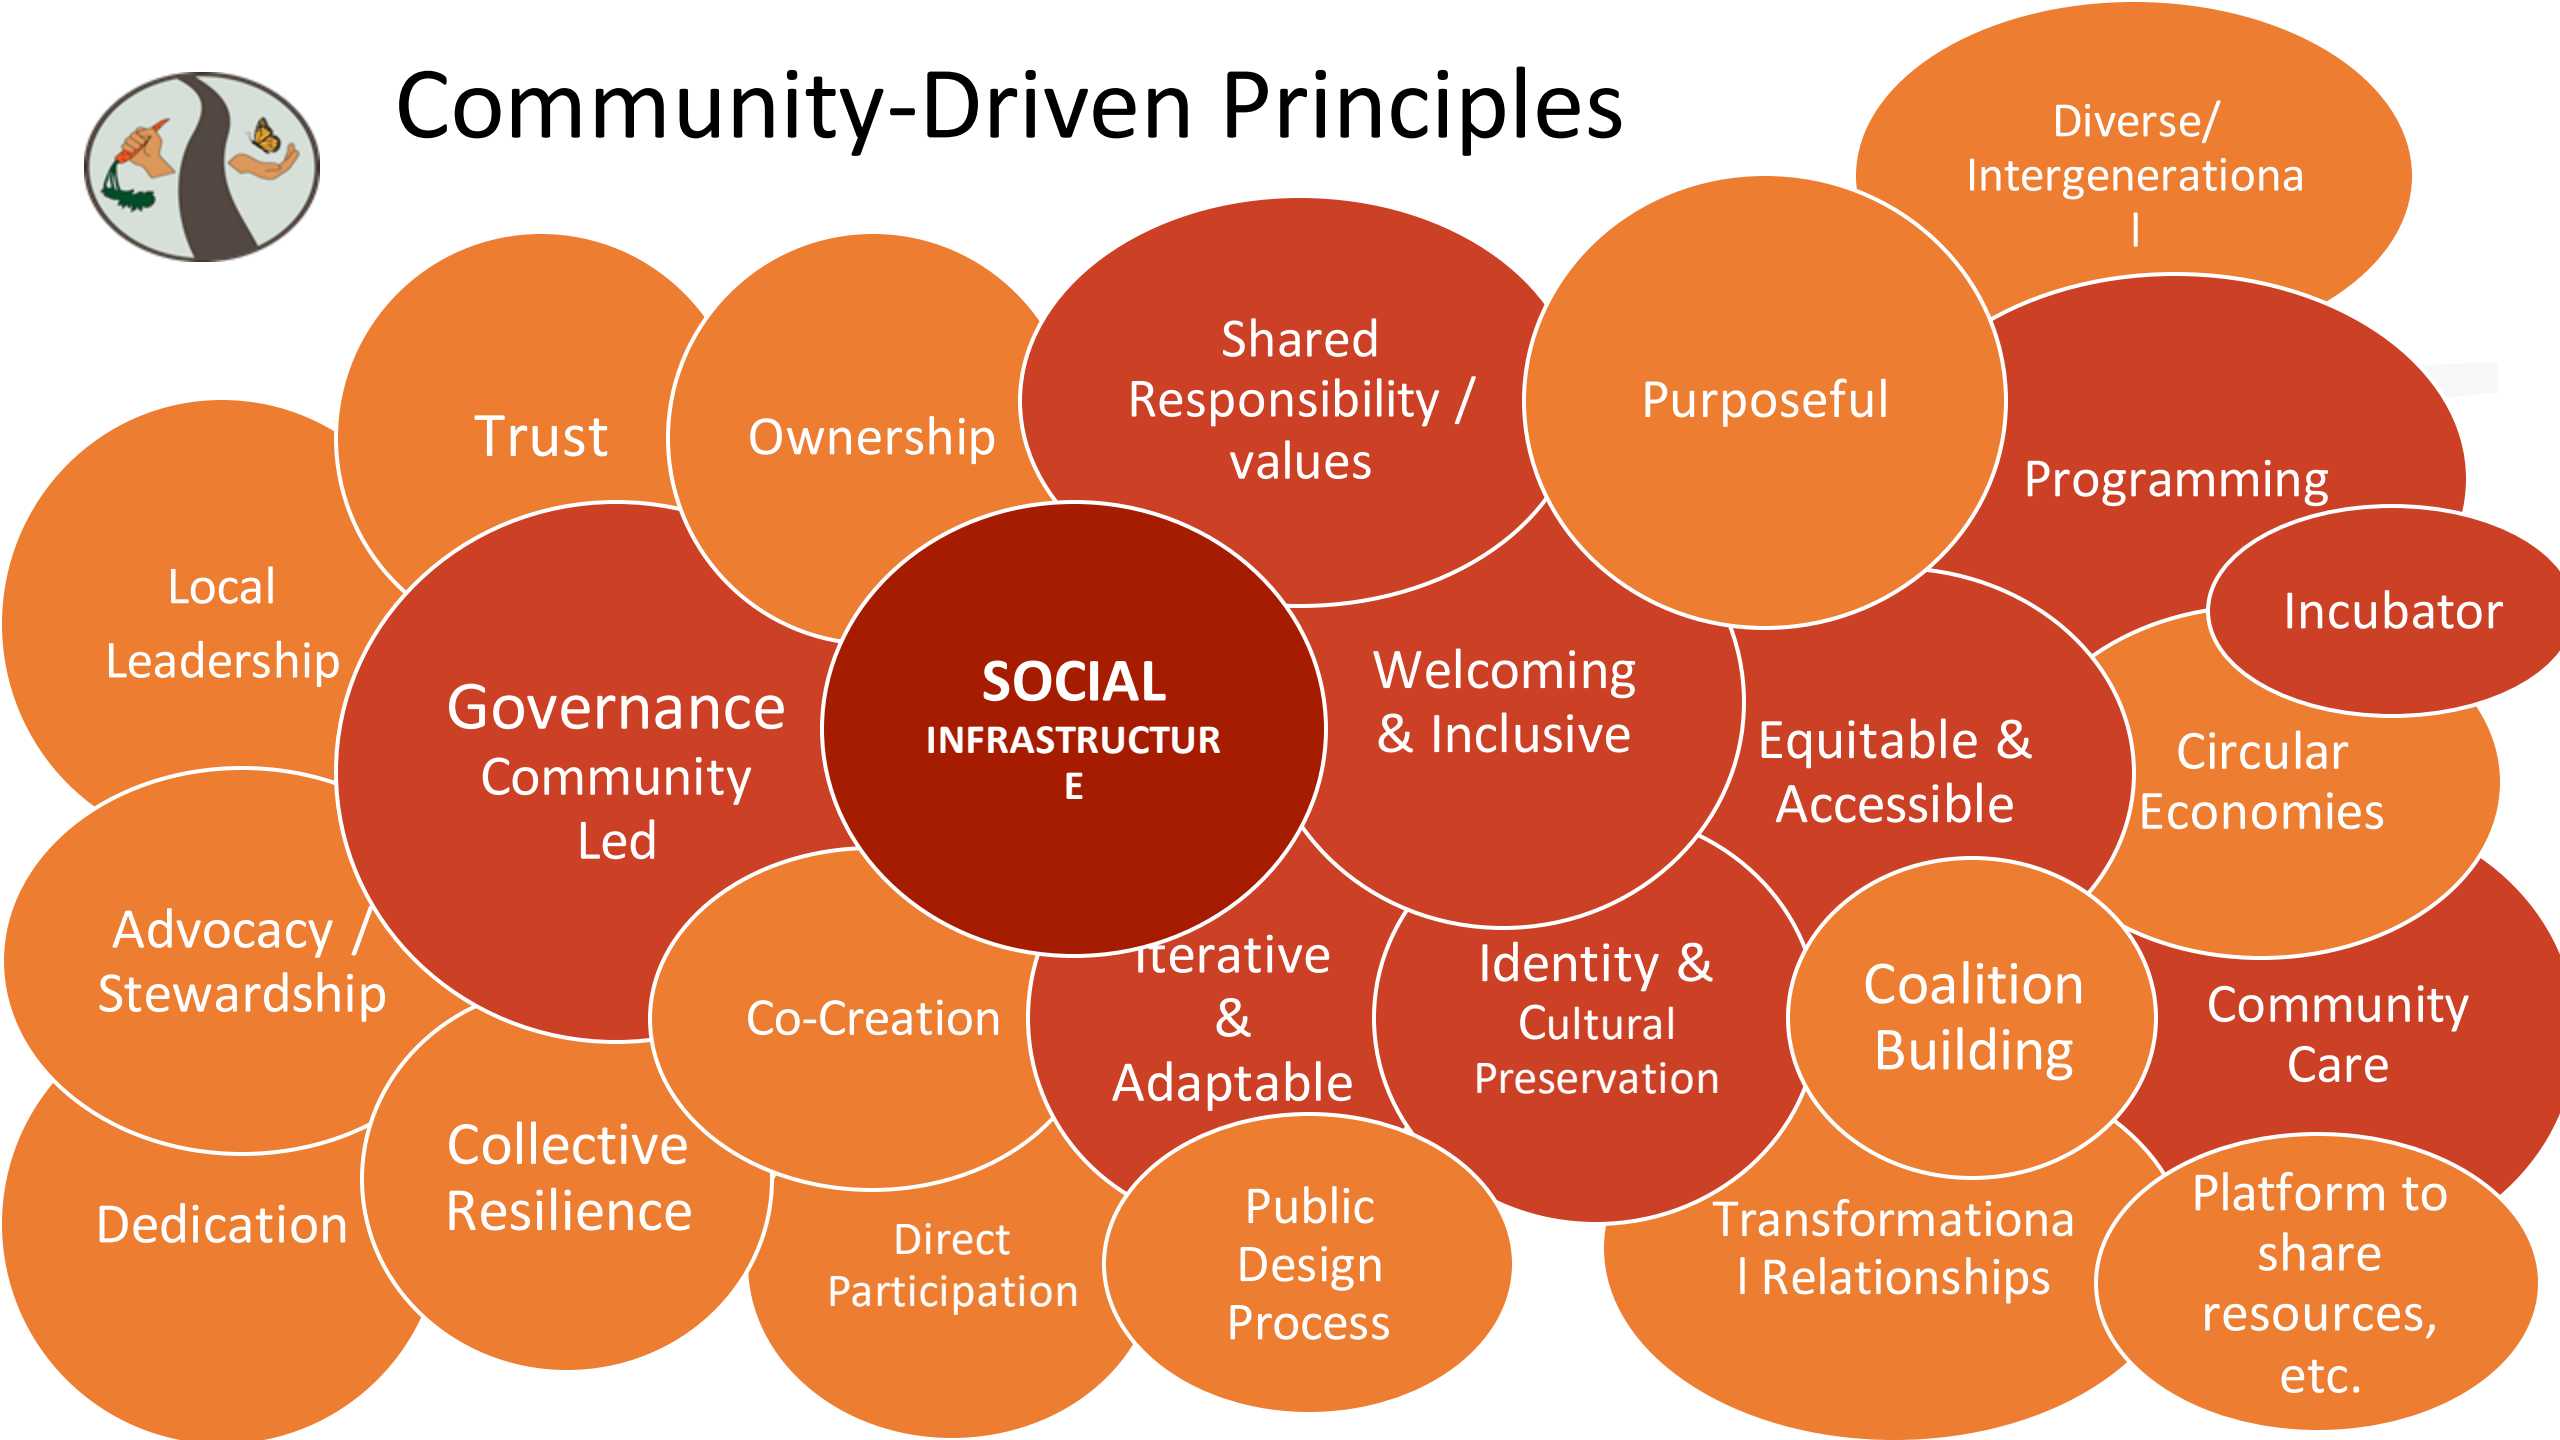 Community-Driven Principles
Diverse/
Intergenerationa
l
Shared
Responsibility /
values
Purposeful
Trust
Ownership
Programming
Local
Leadership
Incubator
Governance
Community
Led
SOCIAL
INFRASTRUCTUR
E
Welcoming
& Inclusive
Equitable &
Accessible
Circular
Economies
Advocacy /
Stewardship
Co-Creation
Iterative
&
Adaptable
Identity &
Cultural
Preservation
Coalition
Building
Community
Care
Dedication
Collective
Resilience
Direct
Participation
Public
Design
Process
Transformationa
l Relationships
Platform to
share
resources,
etc.